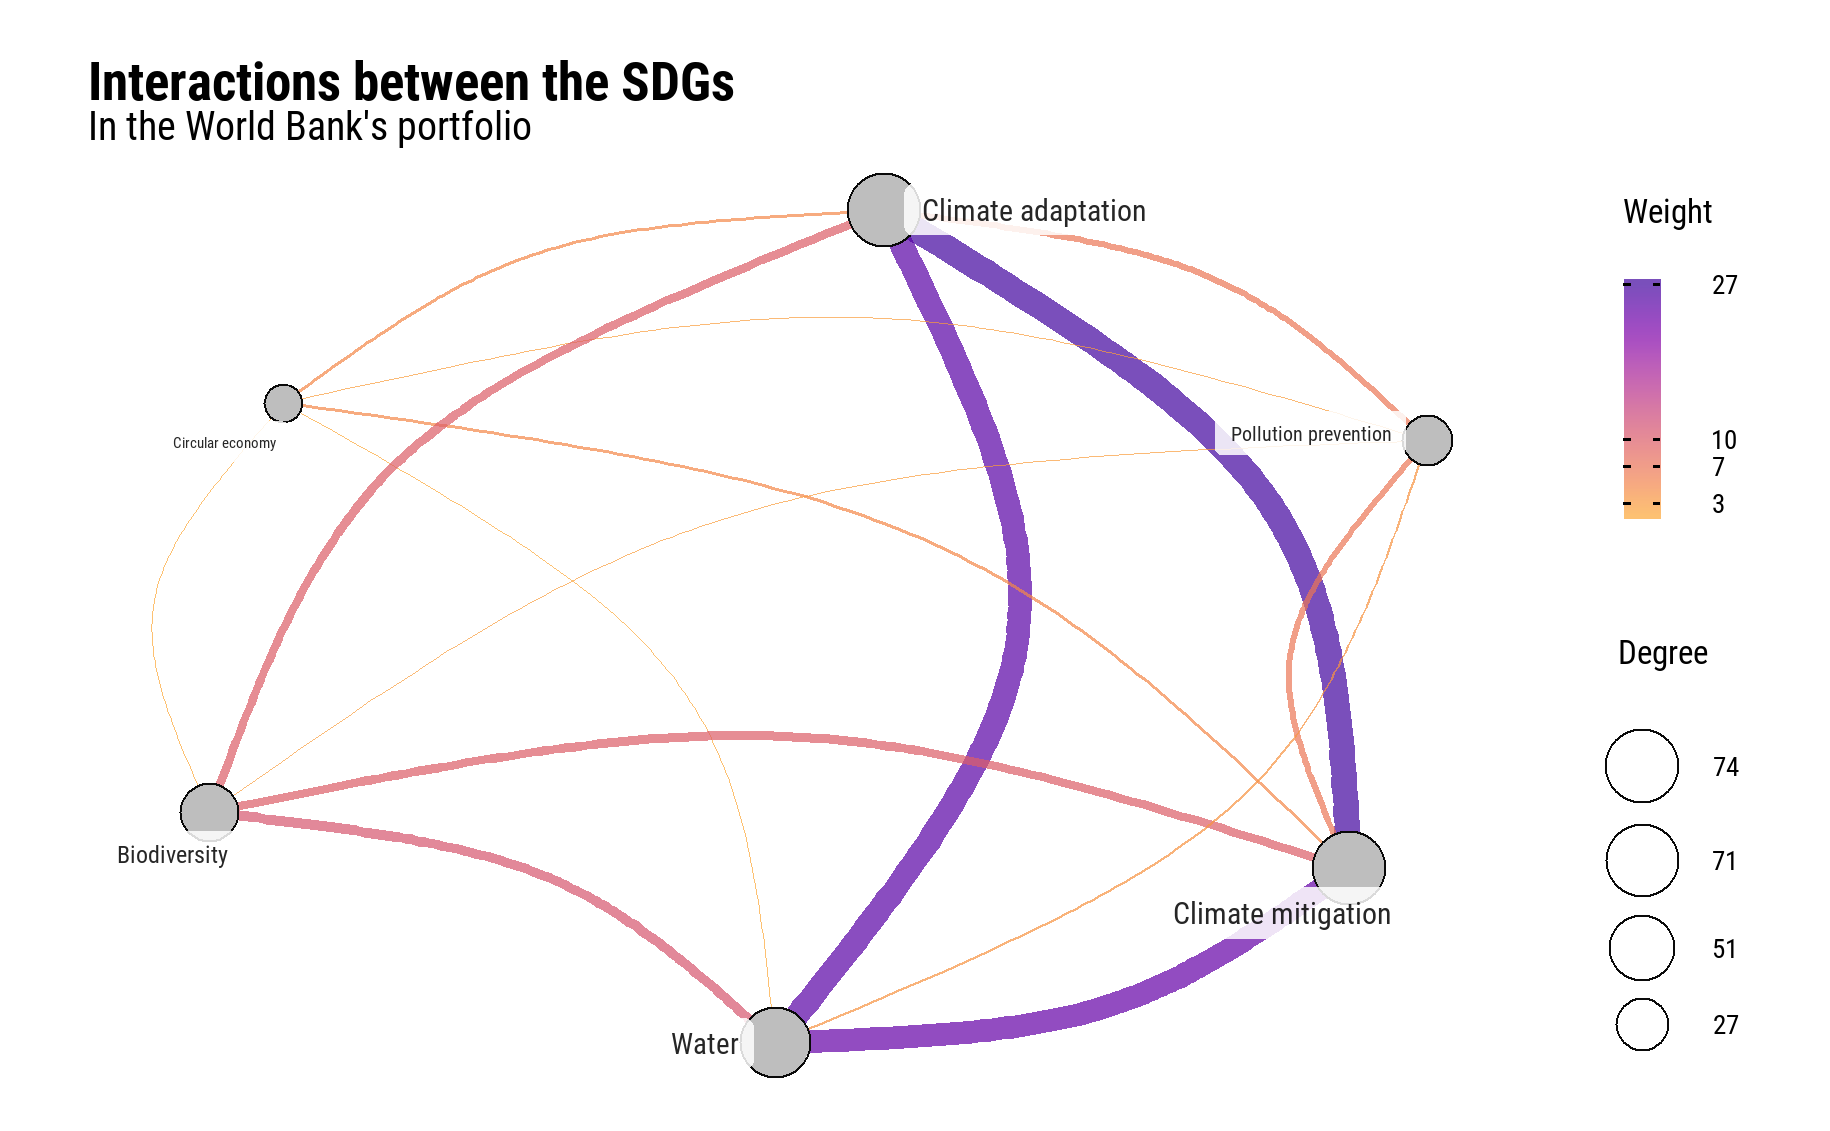 Interactions between the SDGs
In the World Bank's portfolio
Climate adaptation
Circular economy
Pollution prevention
Biodiversity
Climate mitigation
Water
Weight
27
10
7
3
Degree
74
71
51
27